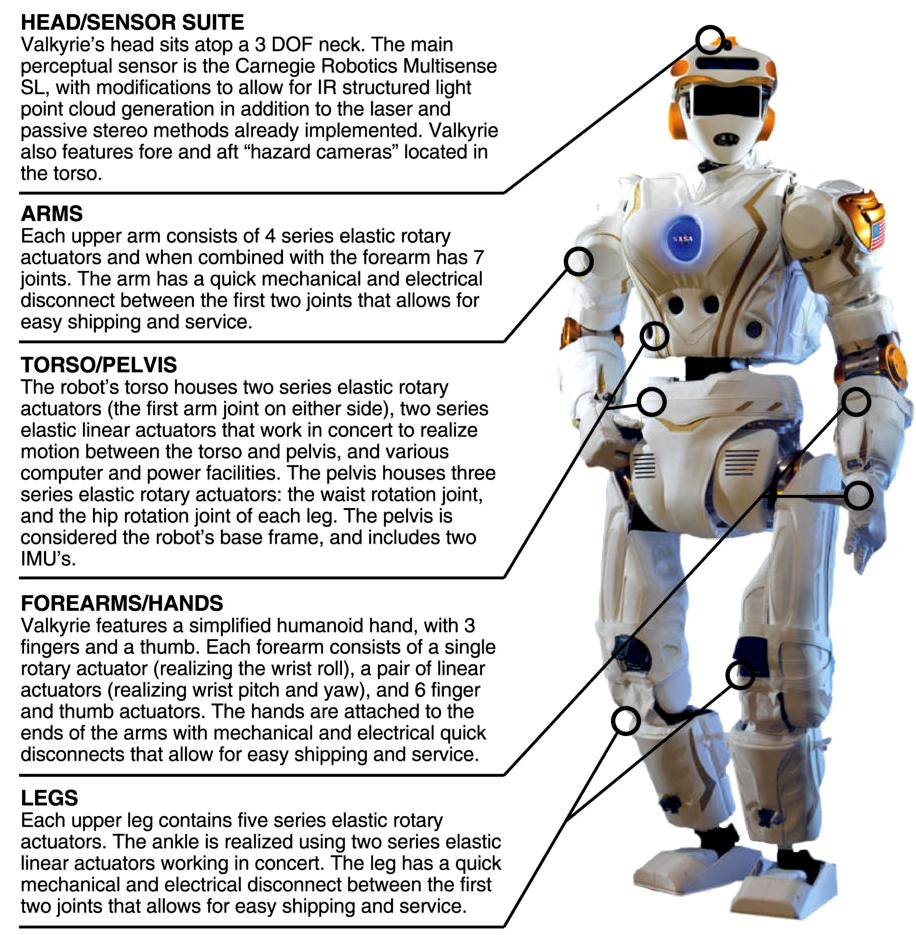 HEAD/SENSOR SUITE
Valkyrie's head sits atop a 3 DOF neck. The main
perceptual sensor is the Carnegie Robotics Multisense
SL, with modifications to allow for IR structured light
point cloud generation in addition to the laser and
passive stereo methods already implemented. Valkyrie
also features fore and aft “hazard cameras” located in
the torso.
ARMS
Each upper arm consists of 4 series elastic rotary
actuators and when combined with the forearm has 7
joints. The arm has a quick mechanical and electrical
disconnect between the first two joints that allows for
easy shipping and service.
TORSO/PELVIS
The robot's torso houses two series elastic rotary
actuators (the first arm joint on either side), two series
elastic linear actuators that work in concert to realize
motion between the torso and pelvis, and various
computer and power facilities. The pelvis houses three
series elastic rotary actuators: the waist rotation joint,
and the hip rotation joint of each leg. The pelvis is
considered the robot's base frame, and includes two
IMU's.
FOREARMS/HANDS
Valkyrie features a simplified humanoid hand, with 3
fingers and a thumb. Each forearm consists of a single
rotary actuator (realizing the wrist roll), a pair of linear
actuators (realizing wrist pitch and yaw), and 6 finger
and thumb actuators. The hands are attached to the
ends of the arms with mechanical and electrical quick
disconnects that allow for easy shipping and service.
LEGS
Each upper leg contains five series elastic rotary
actuators. The ankle is realized using two series elastic
linear actuators working in concert. The leg has a quick
mechanical and electrical disconnect between the first
two joints that allows for easy shipping and service.
NASA